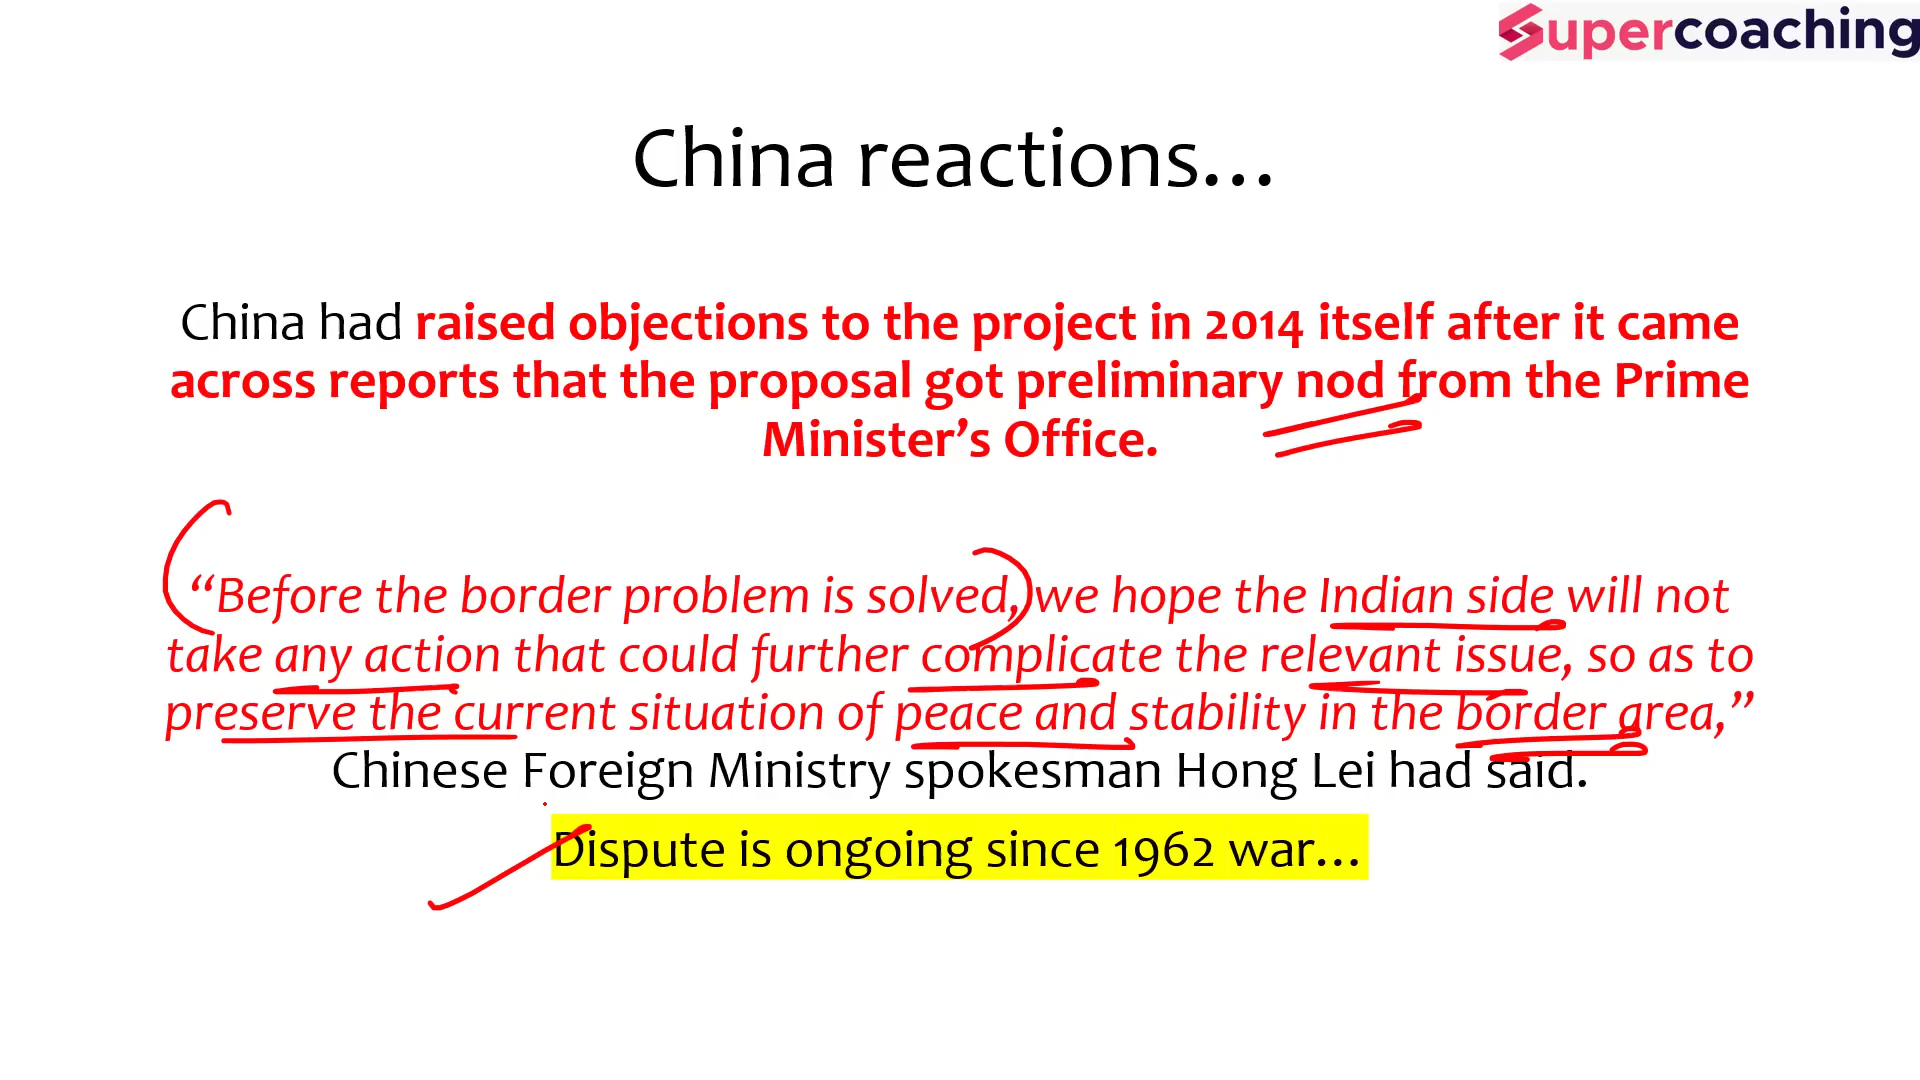 Supercoaching
China reactions...
China had raised objections to the project in 2014 itself after it came
across reports that the proposal got preliminary nod from the Prime
Minister’s Office.
“Before the border problem is solved, we hope the Indian side will not
take any action that could further complicate the relevant issue, so as to
preserve the current situation of peace and stability in the border area,”
Chinese Foreign Ministry spokesman Hong Lei had said.
Dispute is ongoing since 1962 war...